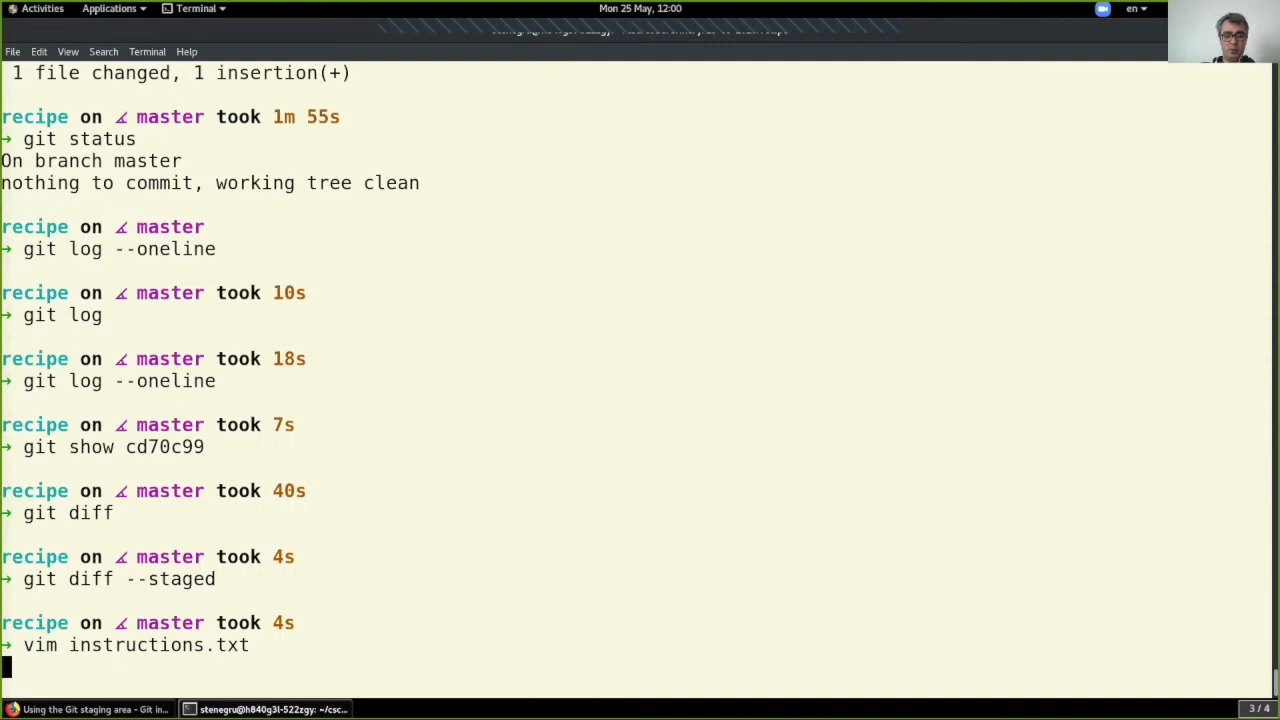 Activities Applications Terminal Mon 25 May, 12:00 en
File Edit View Search Terminal Help
1 file changed, 1 insertion(+)
recipe on master took 1m 55s
→ git status
On branch master
nothing to commit, working tree clean
recipe on master
→ git log --oneline
recipe on master took 10s
→ git log
recipe on master took 18s
→ git log --oneline
recipe on master took 7s
→ git show cd70c99
recipe on master took 40s
→ git diff
recipe on master took 4s
→ git diff --staged
recipe on master took 4s
→ vim instructions.txt
Using the Git staging area - Git in... stenegru@h840g3l-522zgy: ~/csc... 3 / 4